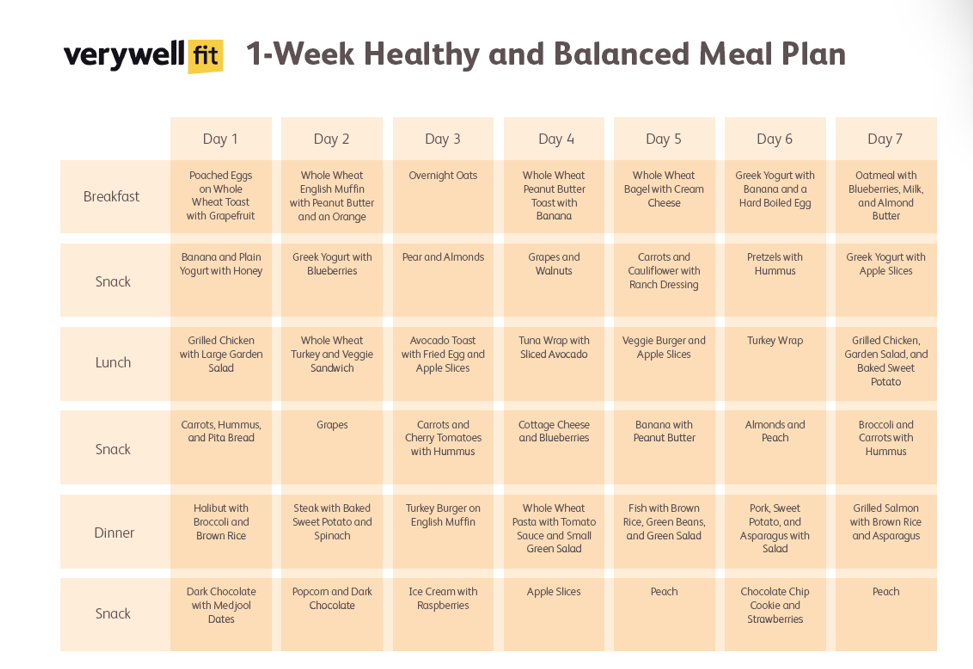 verywell fit 1-Week Healthy and Balanced Meal Plan
Day 1 Day 2 Day 3 Day 4 Day 5 Day 6 Day 7
Breakfast
Poached Eggs
on Whole
Wheat Toast
with Grapefruit
Whole Wheat
English Muffin
with Peanut Butter
and an Orange
Overnight Oats
Whole Wheat
Peanut Butter
Toast with
Banana
Whole Wheat
Bagel with Cream
Cheese
Greek Yogurt with
Banana and a
Hard Boiled Egg
Oatmeal with
Blueberries, Milk,
and Almond
Butter
Snack
Banana and Plain
Yogurt with Honey
Greek Yogurt with
Blueberries
Pear and Almonds
Grapes and
Walnuts
Carrots and
Cauliflower with
Ranch Dressing
Pretzels with
Hummus
Greek Yogurt with
Apple Slices
Lunch
Grilled Chicken
with Large Garden
Salad
Whole Wheat
Turkey and Veggie
Sandwich
Avocado Toast
with Fried Egg and
Apple Slices
Tuna Wrap with
Sliced Avocado
Veggie Burger and
Apple Slices
Turkey Wrap
Grilled Chicken,
Garden Salad, and
Baked Sweet
Potato
Snack
Carrots, Hummus,
and Pita Bread
Grapes
Carrots and
Cherry Tomatoes
with Hummus
Cottage Cheese
and Blueberries
Banana with
Peanut Butter
Almonds and
Peach
Broccoli and
Carrots with
Hummus
Dinner
Halibut with
Broccoli and
Brown Rice
Steak with Baked
Sweet Potato and
Spinach
Turkey Burger on
English Muffin
Whole Wheat
Pasta with Tomato
Sauce and Small
Green Salad
Fish with Brown
Rice, Green Beans,
and Green Salad
Pork, Sweet
Potato, and
Asparagus with
Salad
Grilled Salmon
with Brown Rice
and Asparagus
Snack
Dark Chocolate
with Medjool
Dates
Popcorn and Dark
Chocolate
Ice Cream with
Raspberries
Apple Slices
Peach
Chocolate Chip
Cookie and
Strawberries
Peach